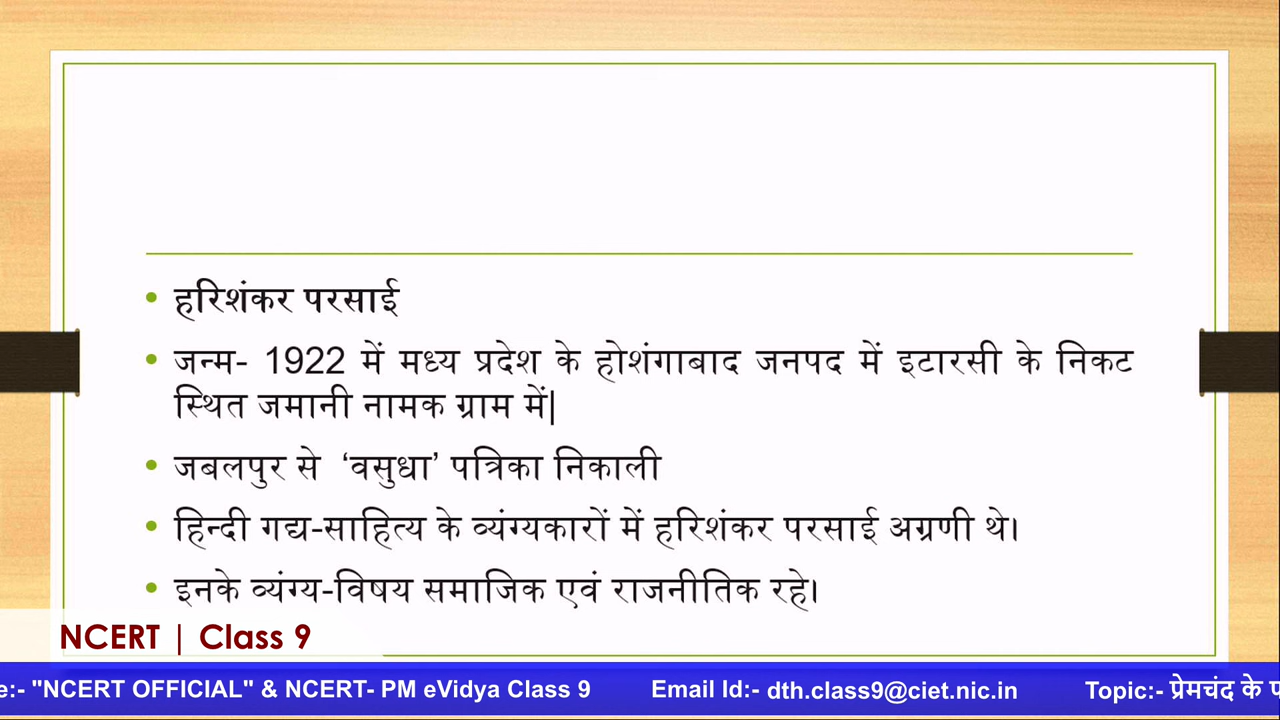 हरिशंकर परसाई
जन्म- 1922 में मध्य प्रदेश के होशंगाबाद जनपद में इटारसी के निकट
स्थित जमानी नामक ग्राम में|
जबलपुर से ‘वसुधा’ पत्रिका निकाली
हिन्दी गद्य-साहित्य के व्यंग्यकारों में हरिशंकर परसाई अग्रणी थे।
इनके व्यंग्य-विषय समाजिक एवं राजनीतिक रहे।
NCERT | Class 9
e:- "NCERT OFFICIAL" & NCERT- PM eVidya Class 9 Email Id:- dth.class9@ciet.nic.in Topic:- प्रेमचंद के